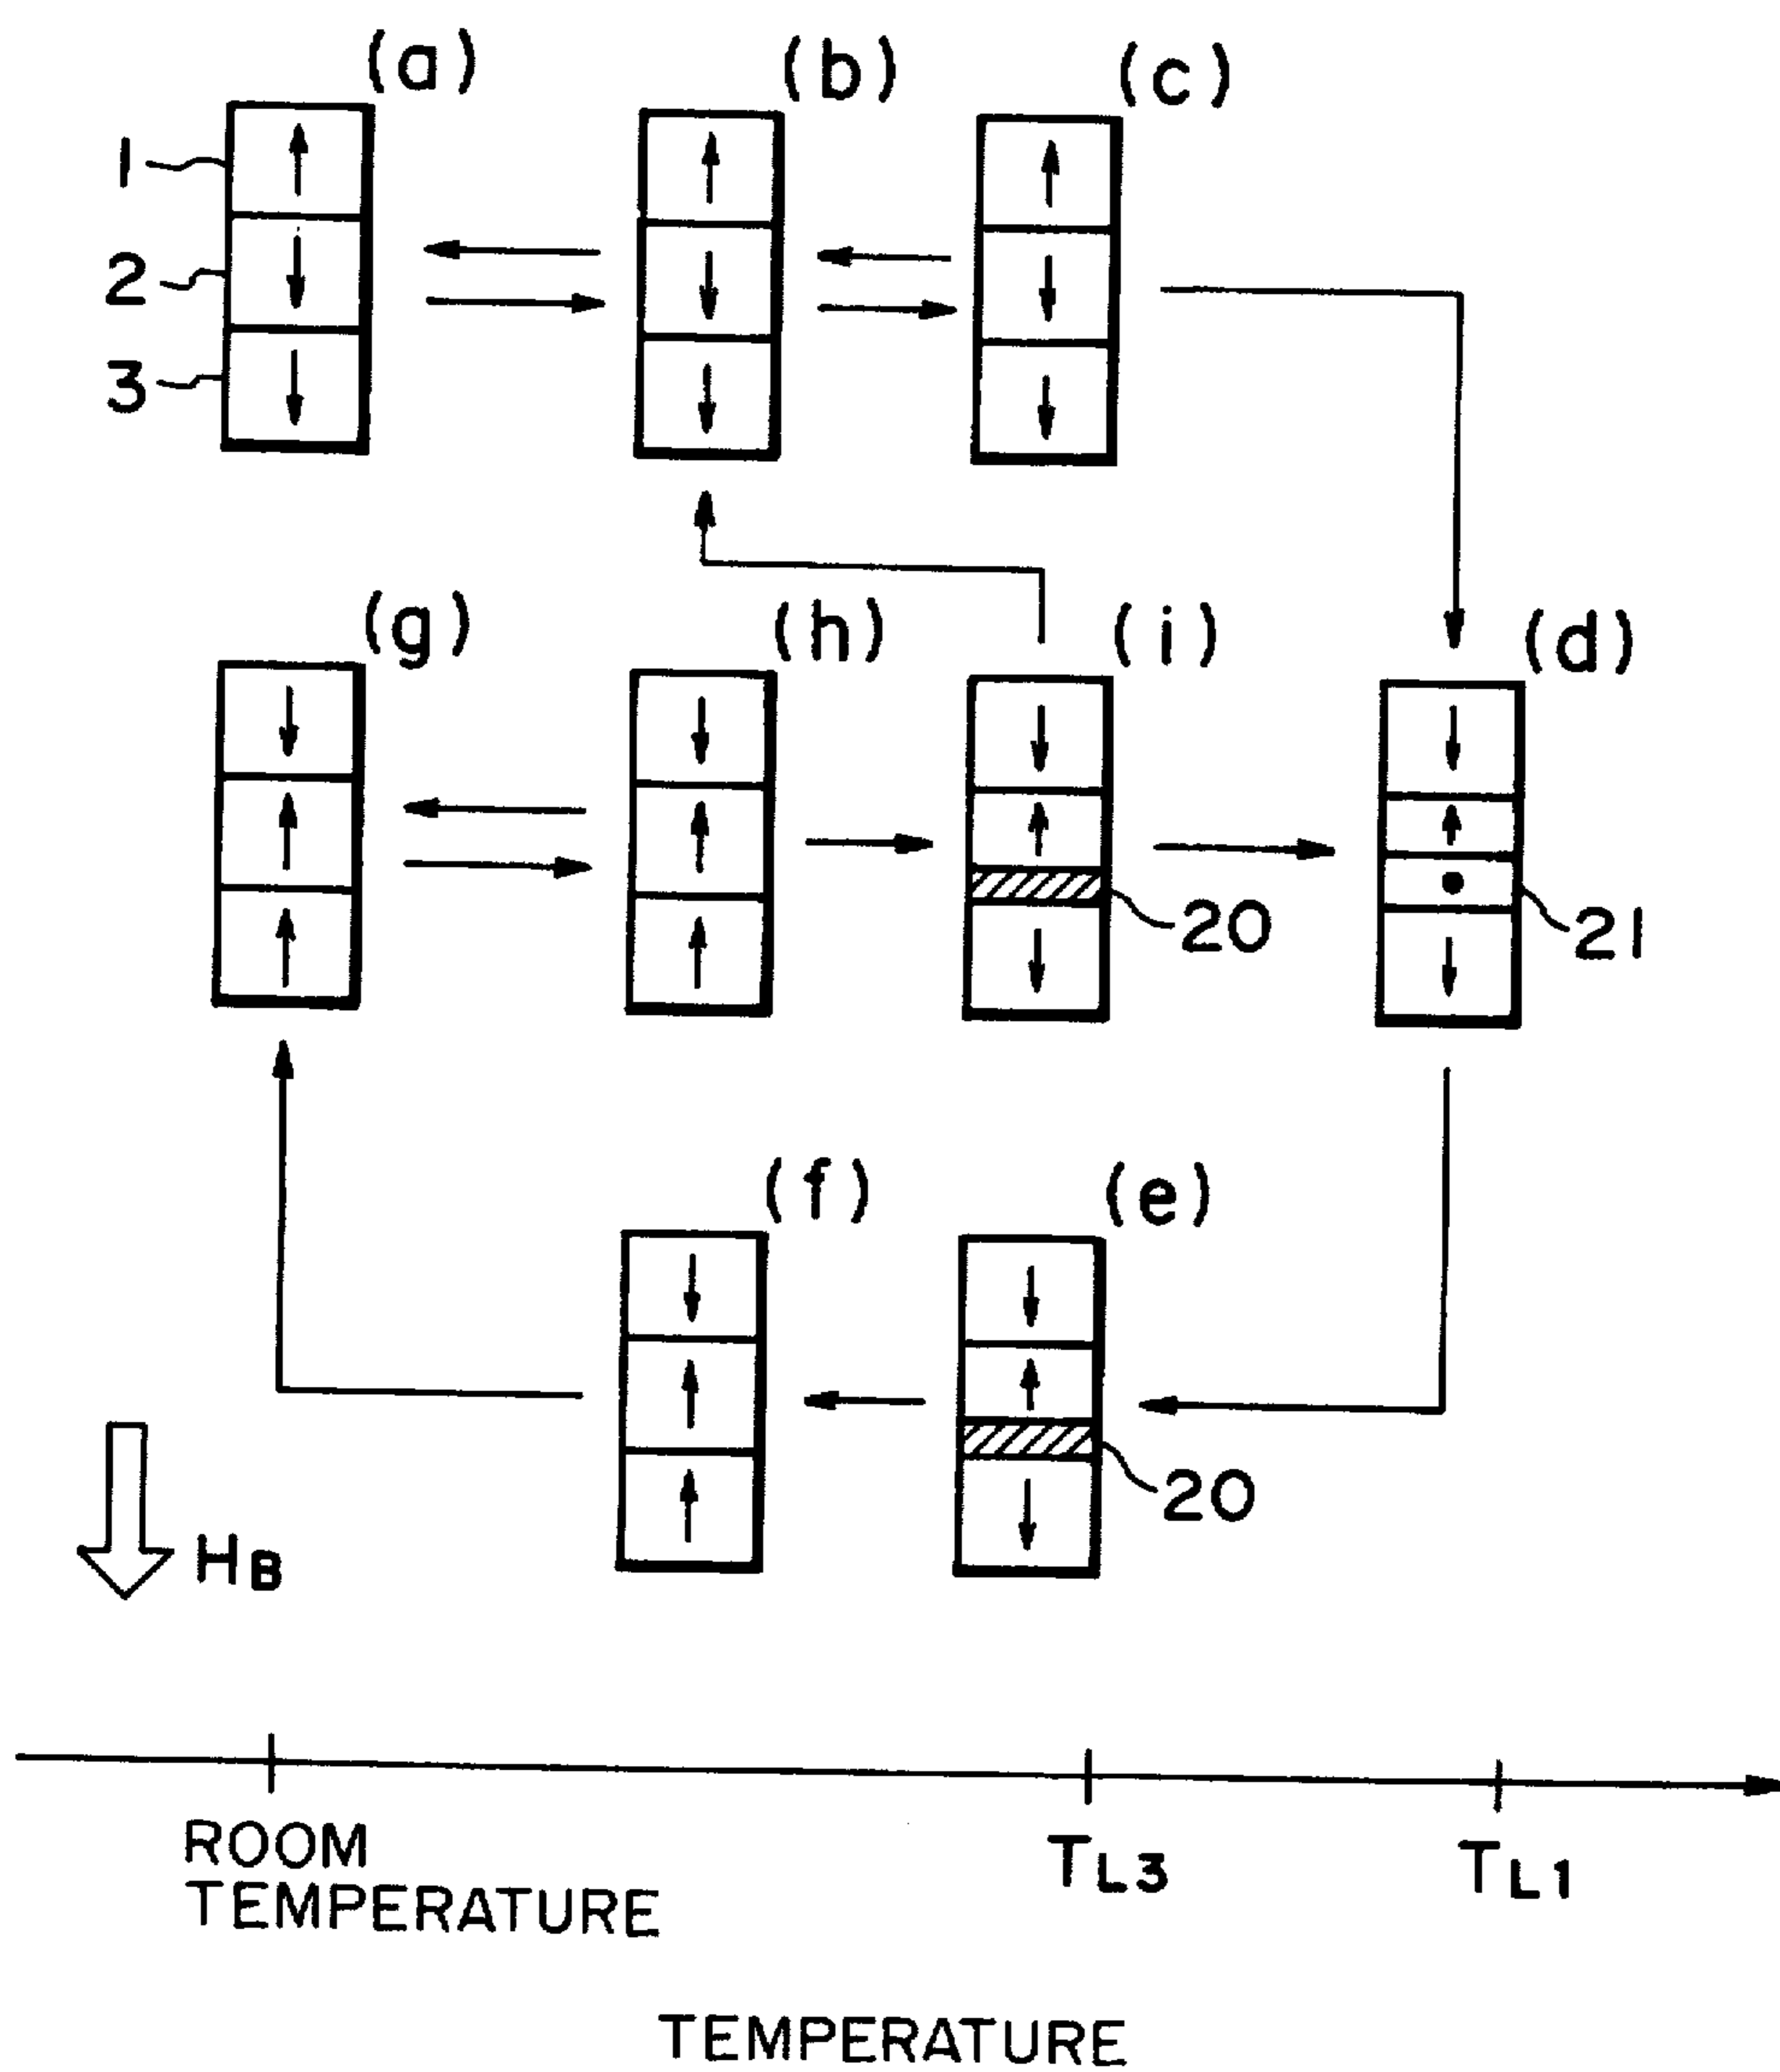 (a)
(b)
(c)
1
2
3
(g)
(h)
(i)
(d)
20
21
(f)
(e)
20
HB
ROOM
TEMPERATURE
TL3
TL1
TEMPERATURE